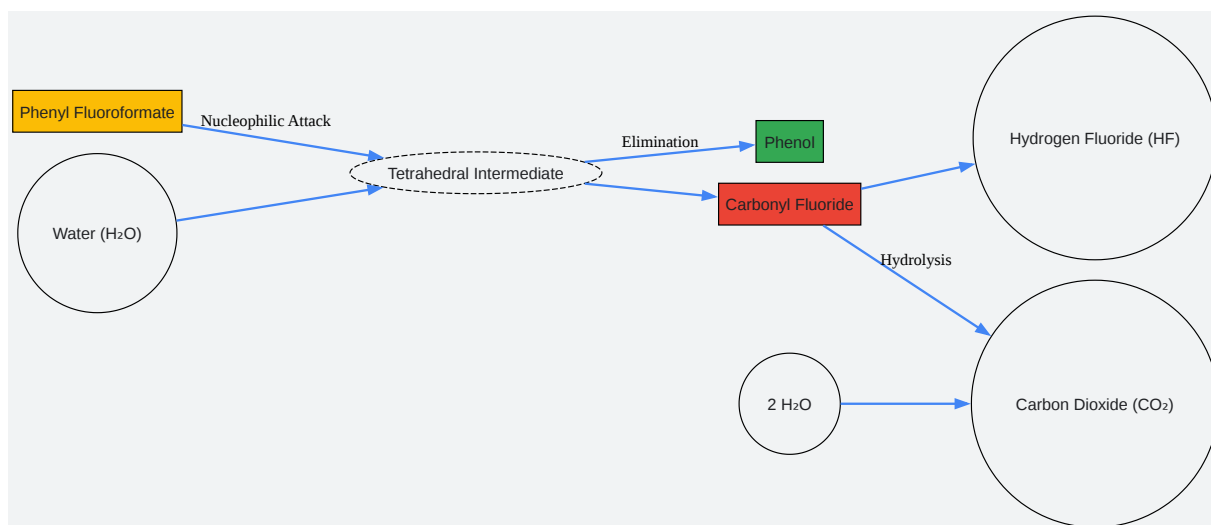 Phenyl Fluoroformate
Nucleophilic Attack
Water (H₂O)
Tetrahedral Intermediate
Elimination
Phenol
Carbonyl Fluoride
Hydrogen Fluoride (HF)
Hydrolysis
2 H₂O
Carbon Dioxide (CO₂)